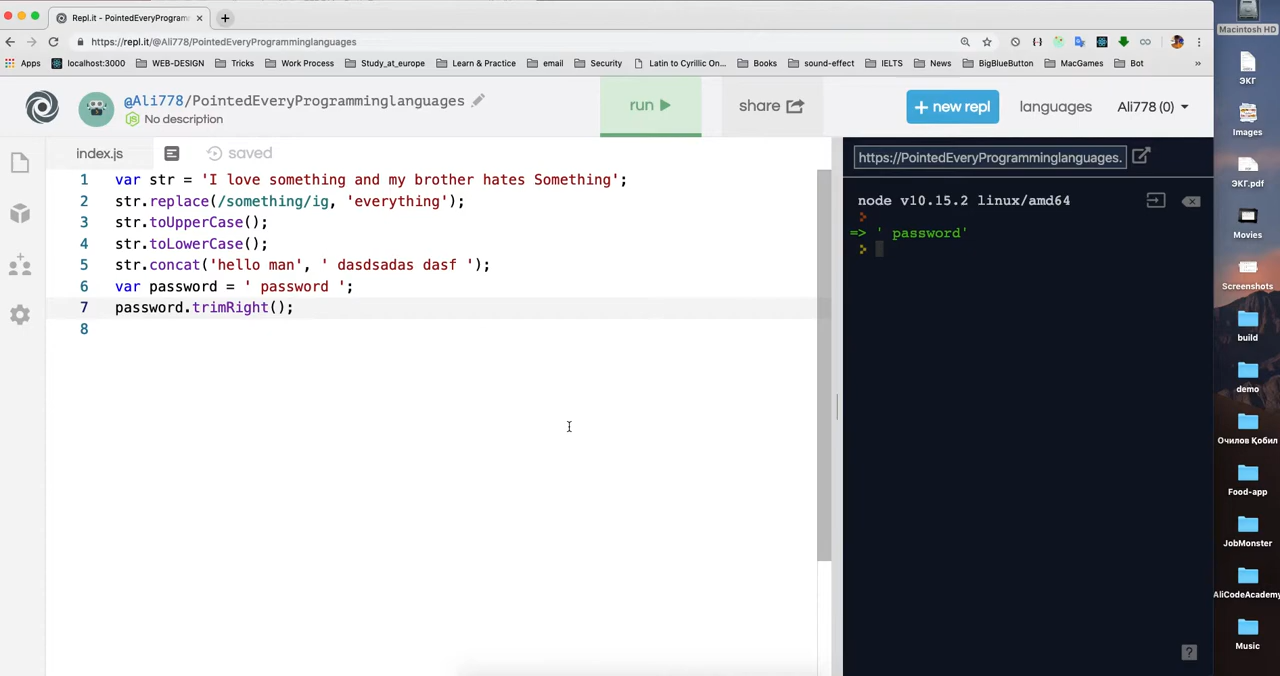 Repl.it - PointedEveryProgramm
https://repl.it/@Ali778/PointedEveryProgramminglanguages
Apps localhost:3000 WEB-DESIGN Tricks Work Process Study_at_europe Learn & Practice email Security Latin to Cyrillic On... Books sound-effect IELTS News BigBlueButton MacGames Bot »
@Ali778/PointedEveryProgramminglanguages
No description
run
share
+ new repl
languages
Ali778 (0)
index.js
saved
1 var str = 'I love something and my brother hates Something';
2 str.replace(/something/ig, 'everything');
3 str.toUpperCase();
4 str.toLowerCase();
5 str.concat('hello man', ' dasdsadas dasf ');
6 var password = ' password ';
7 password.trimRight();
8
https://PointedEveryProgramminglanguages.
node v10.15.2 linux/amd64
=> ' password'
?
Macintosh HD
ЭКГ
Images
ЭКГ.pdf
Movies
Screenshots
build
demo
Очилов Қобил
Food-app
JobMonster
AliCodeAcademy
Music